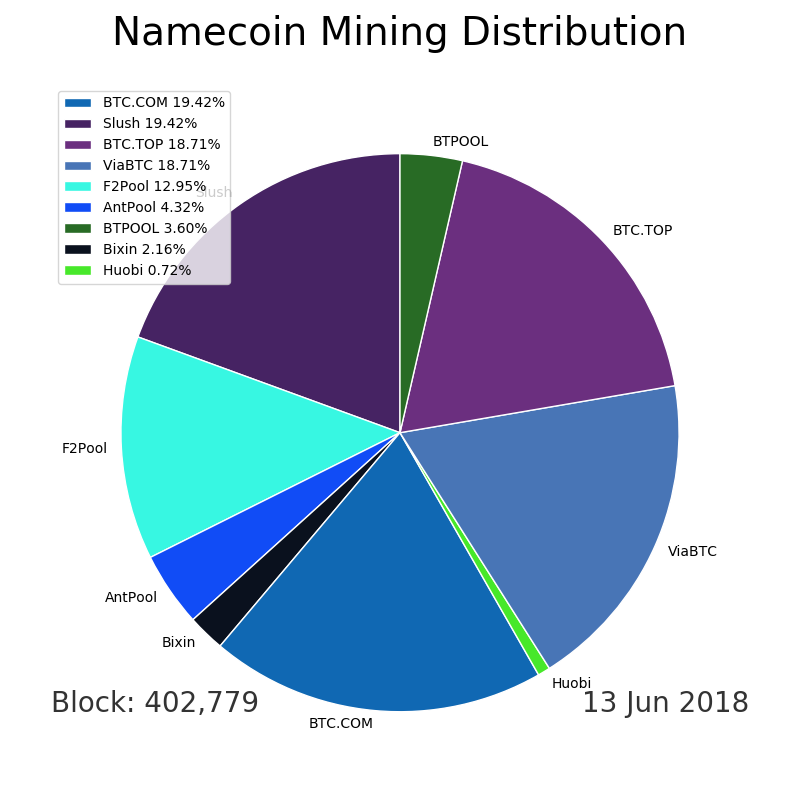 Namecoin Mining Distribution
BTC.COM 19.42%
Slush 19.42%
BTC.TOP 18.71%
ViaBTC 18.71%
F2Pool 12.95%
AntPool 4.32%
BTPOOL 3.60%
Bixin 2.16%
Huobi 0.72%
BTPOOL
Slush
BTC.TOP
F2Pool
ViaBTC
AntPool
Bixin
Huobi
Block: 402,779
13 Jun 2018
BTC.COM